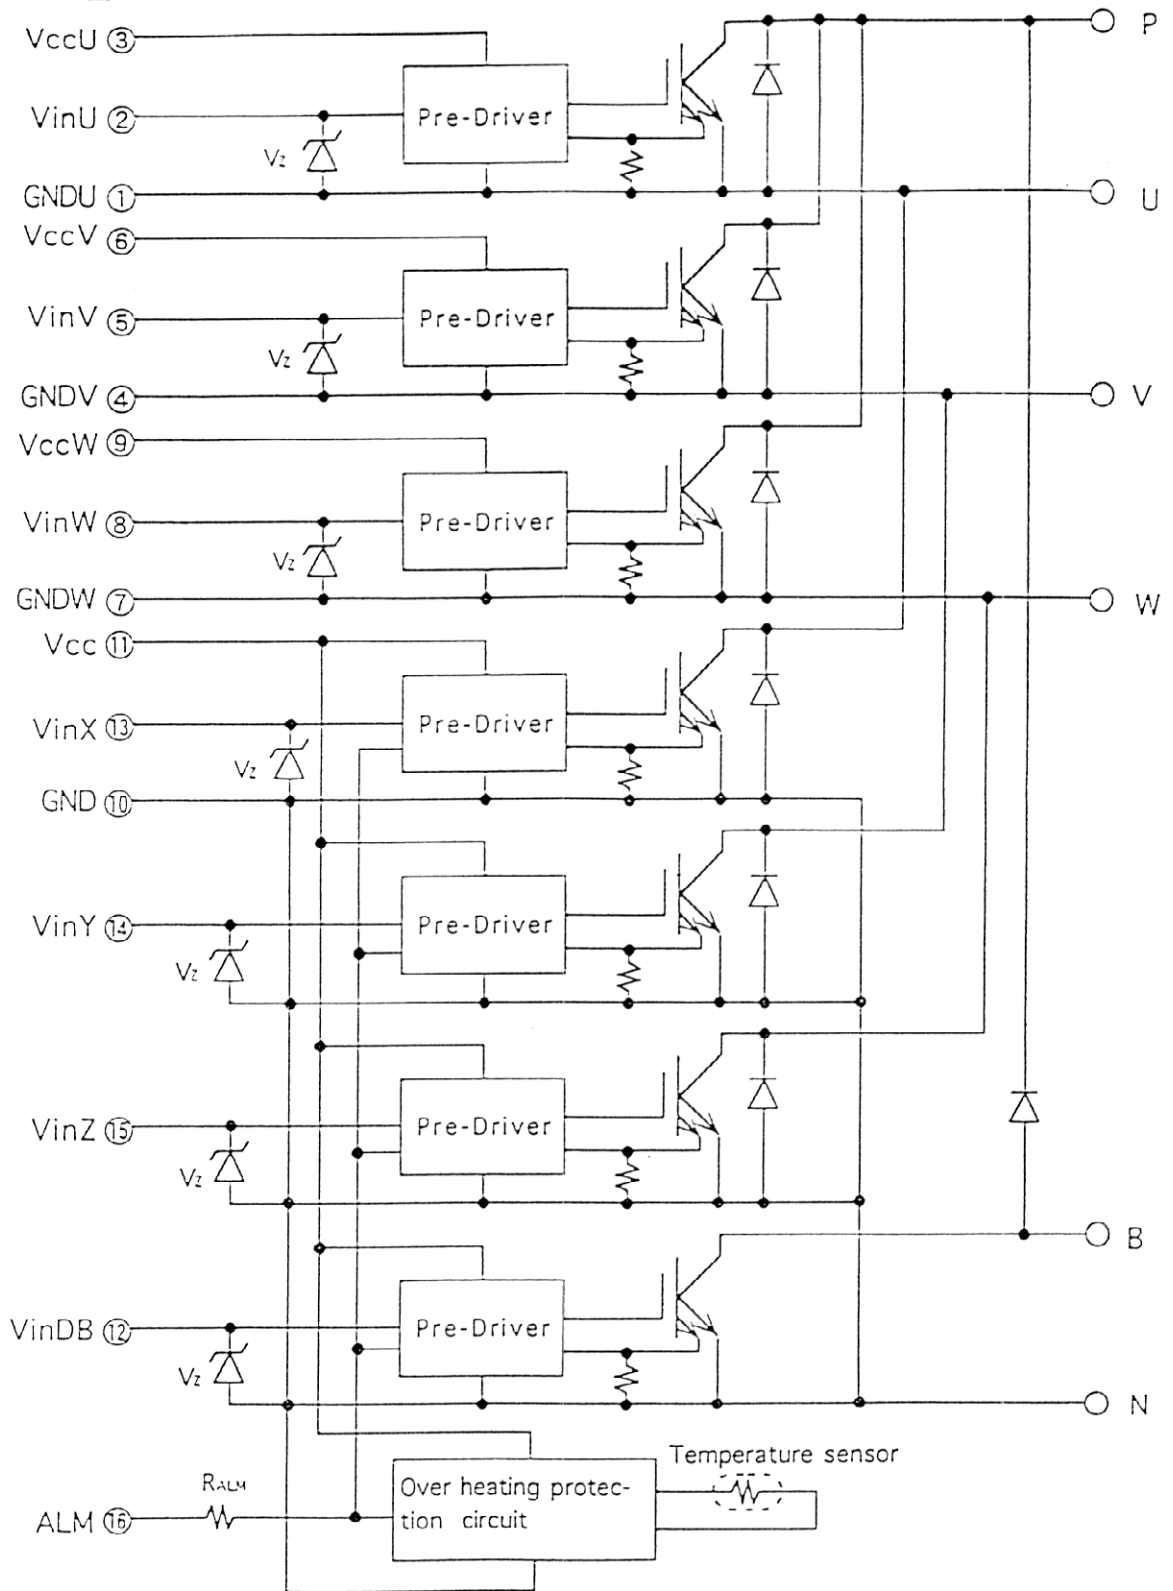 VccU ③
P
VinU ②
Pre-Driver
Vz
GNDU ①
U
VccV ⑥
VinV ⑤
Pre-Driver
Vz
GNDV ④
V
VccW ⑨
VinW ⑧
Pre-Driver
Vz
GNDW ⑦
W
Vcc ⑪
VinX ⑬
Pre-Driver
Vz
GND ⑩
VinY ⑭
Pre-Driver
Vz
VinZ ⑮
Pre-Driver
Vz
B
VinDB ⑫
Pre-Driver
Vz
N
Temperature sensor
RALM
Over heating protec-
tion circuit
ALM ⑯